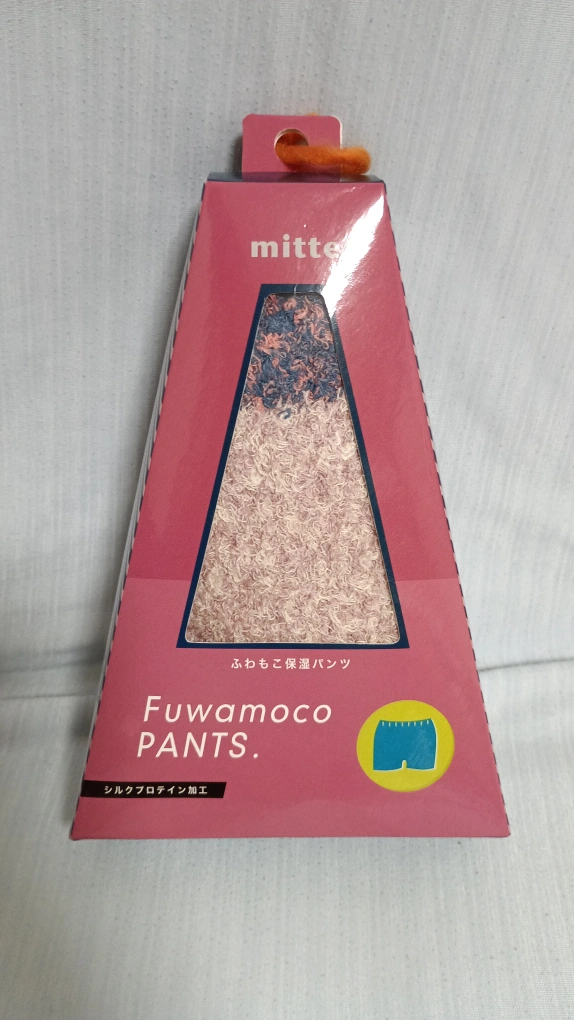 mitte
ふわもこ保湿パンツ
Fuwamoco
PANTS.
シルクプロテイン加工